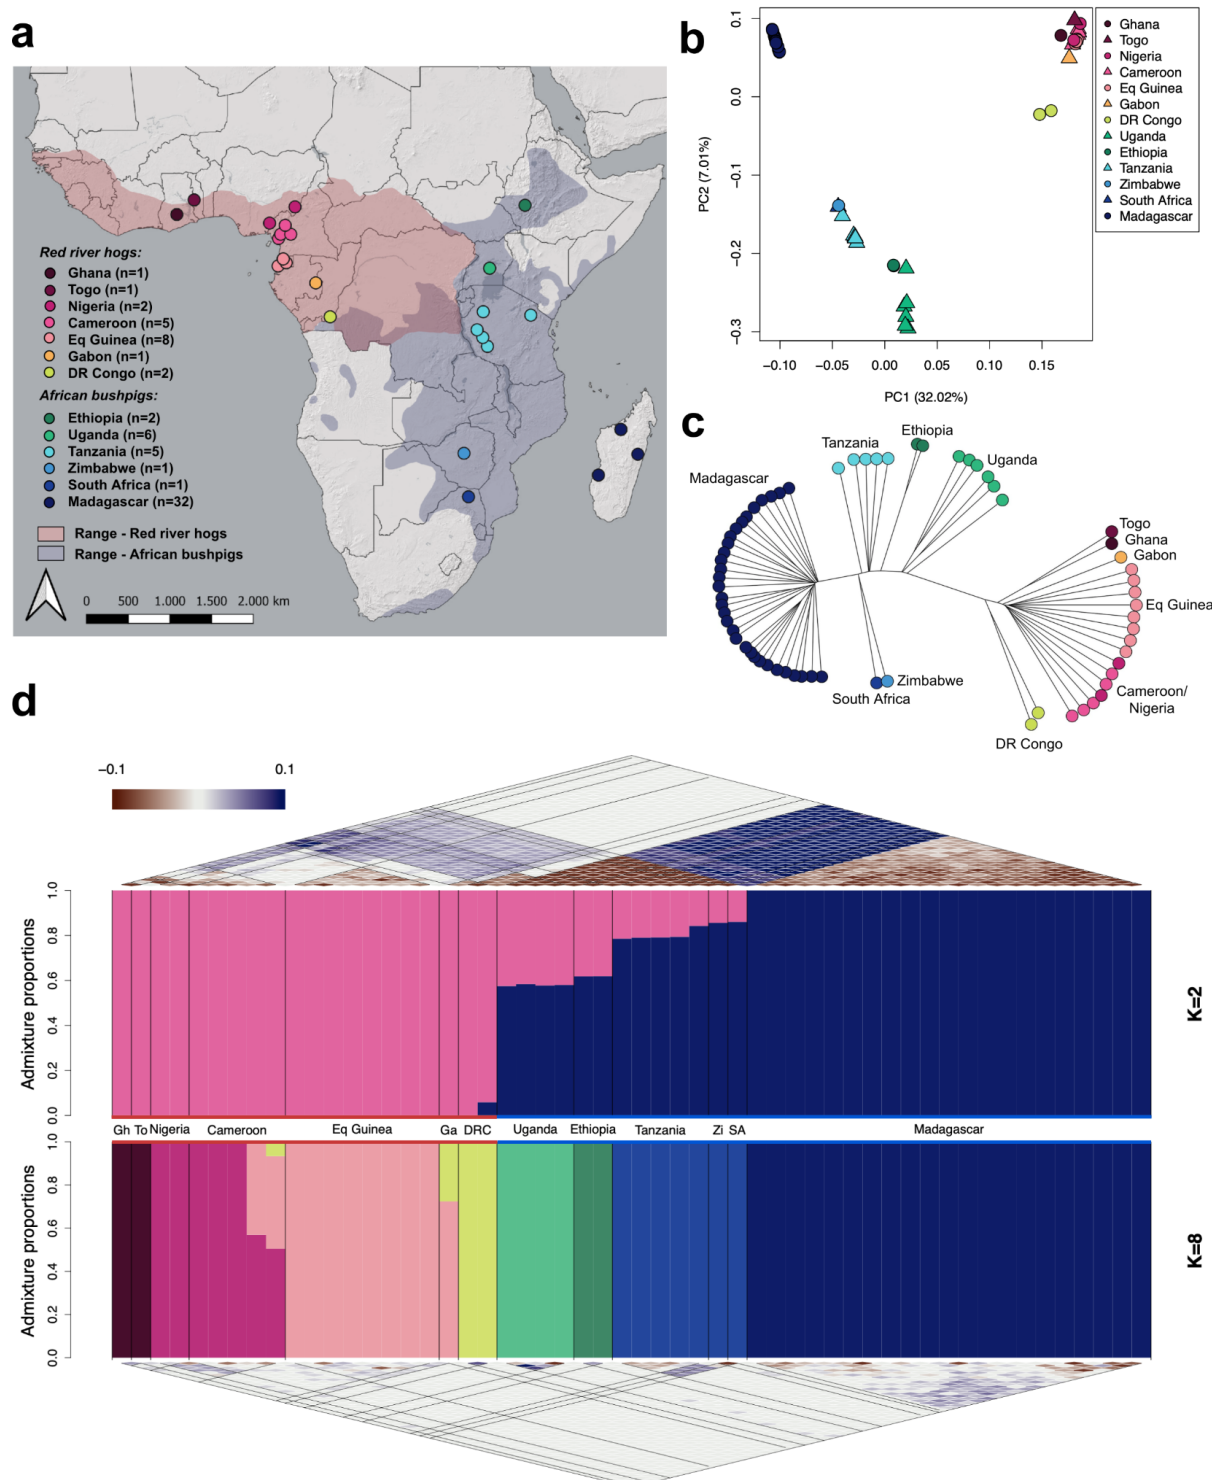 a
Red river hogs:
Ghana (n=1)
Togo (n=1)
Nigeria (n=2)
Cameroon (n=5)
Eq Guinea (n=8)
Gabon (n=1)
DR Congo (n=2)
African bushpigs:
Ethiopia (n=2)
Uganda (n=6)
Tanzania (n=5)
Zimbabwe (n=1)
South Africa (n=1)
Madagascar (n=32)
Range - Red river hogs
Range - African bushpigs
0 500 1.000 1.500 2.000 km
b
PC2 (7.01%)
0.1
0.0
−0.1
−0.2
−0.3
−0.10 −0.05 0.00 0.05 0.10 0.15
PC1 (32.02%)
Ghana
Togo
Nigeria
Cameroon
Eq Guinea
Gabon
DR Congo
Uganda
Ethiopia
Tanzania
Zimbabwe
South Africa
Madagascar
c
Madagascar
Tanzania
Ethiopia
Uganda
Togo
Ghana
Gabon
Eq Guinea
Cameroon/
Nigeria
DR Congo
Zimbabwe
South Africa
d
−0.1 0.1
Admixture proportions
1.0
0.8
0.6
0.4
0.2
0.0
K=2
Gh To Nigeria Cameroon Eq Guinea Ga DRC Uganda Ethiopia Tanzania Zi SA Madagascar
Admixture proportions
1.0
0.8
0.6
0.4
0.2
0.0
K=8